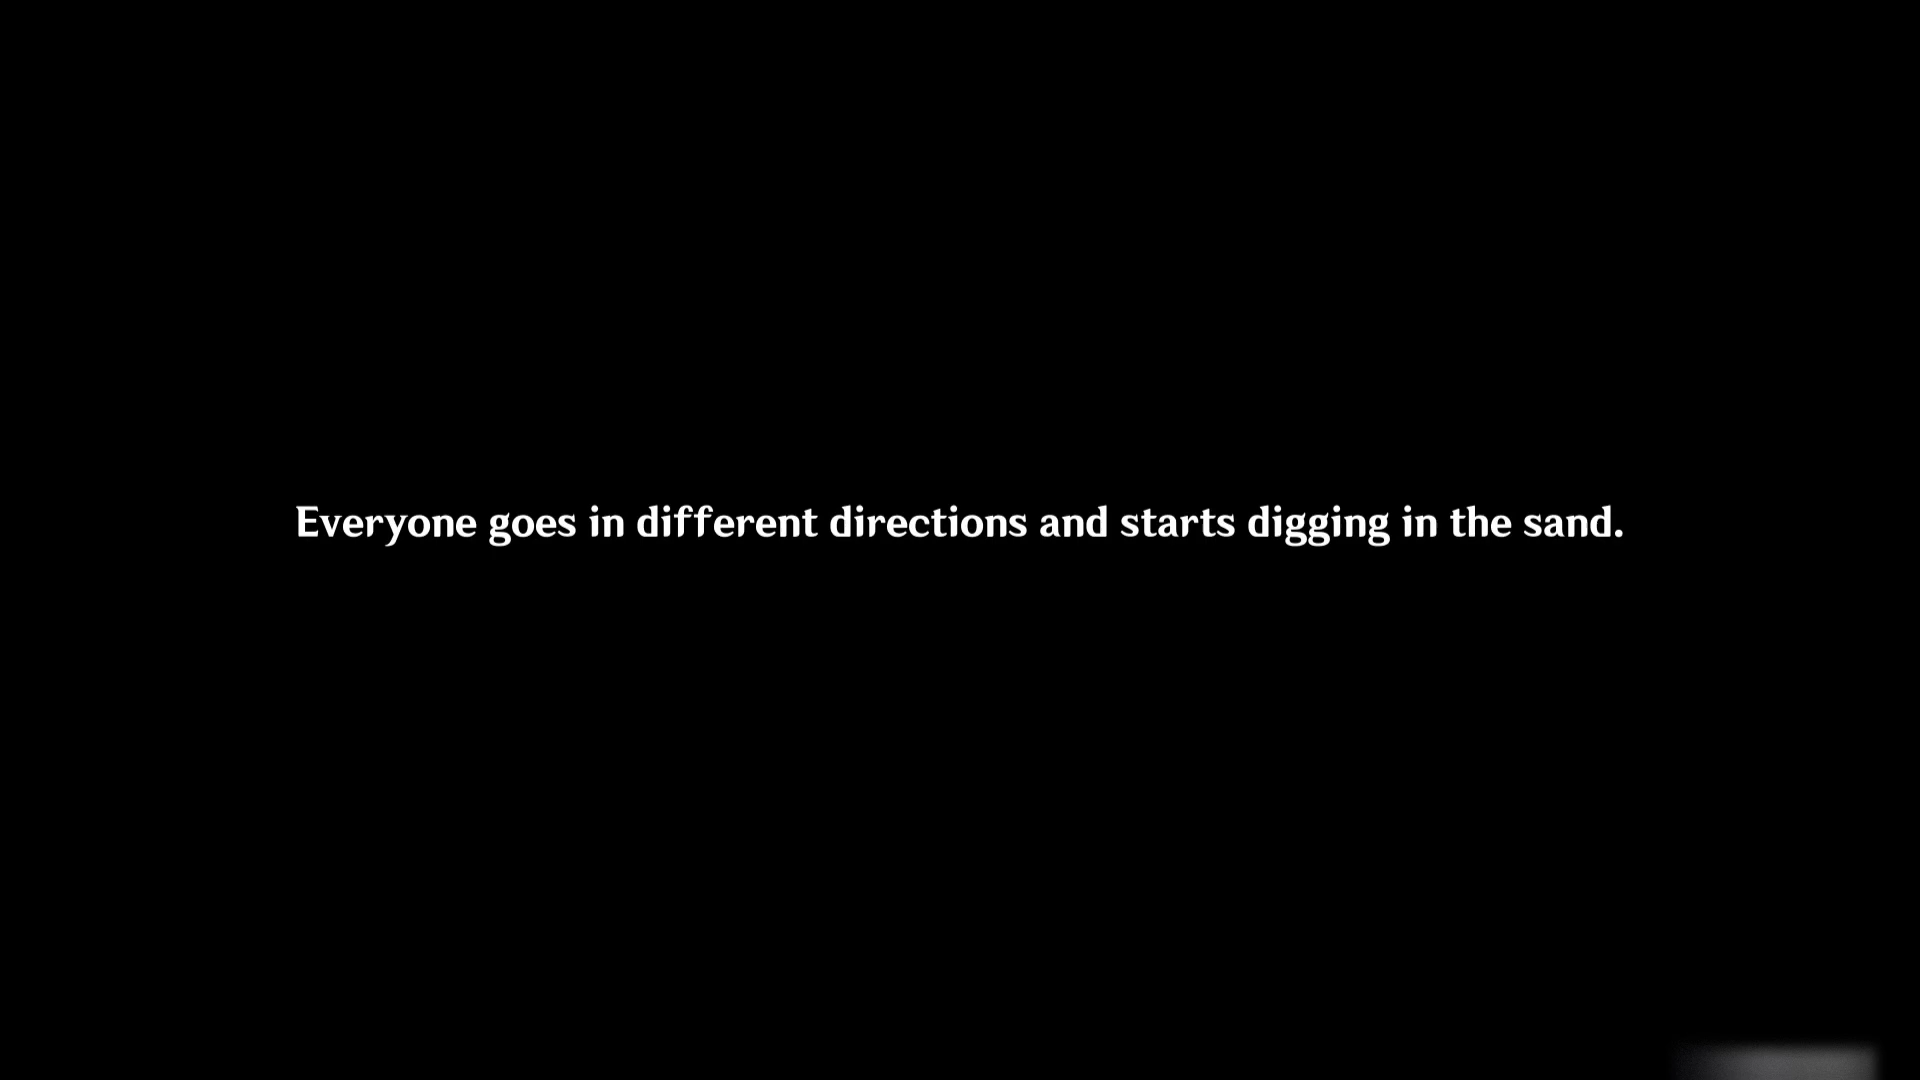 Everyone goes in different directions and starts digging in the sand.